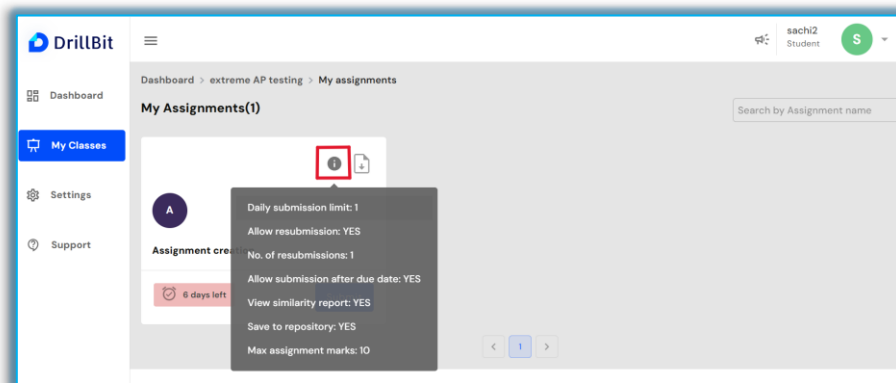 DrillBit
sachi2
Student
S
Dashboard
My Classes
Settings
Support
Dashboard > extreme AP testing > My assignments
My Assignments(1)
Search by Assignment name
A
Assignment creation
6 days left
Daily submission limit: 1
Allow resubmission: YES
No. of resubmissions: 1
Allow submission after due date: YES
View similarity report: YES
Save to repository: YES
Max assignment marks: 10
< 1 >